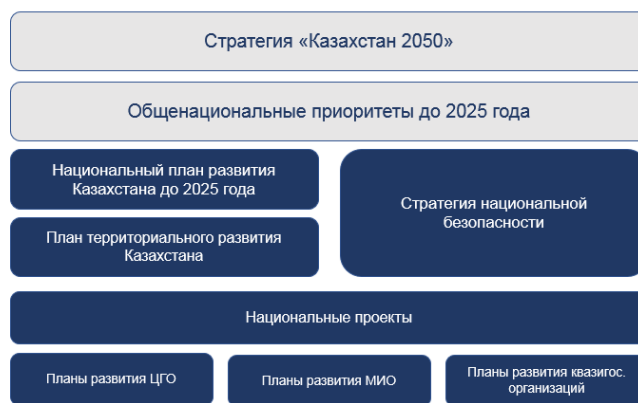 Стратегия «Казахстан 2050»
Общенациональные приоритеты до 2025 года
Национальный план развития
Казахстана до 2025 года
Стратегия национальной
безопасности
План территориального развития
Казахстана
Национальные проекты
Планы развития ЦГО
Планы развития МИО
Планы развития квазигос.
организаций